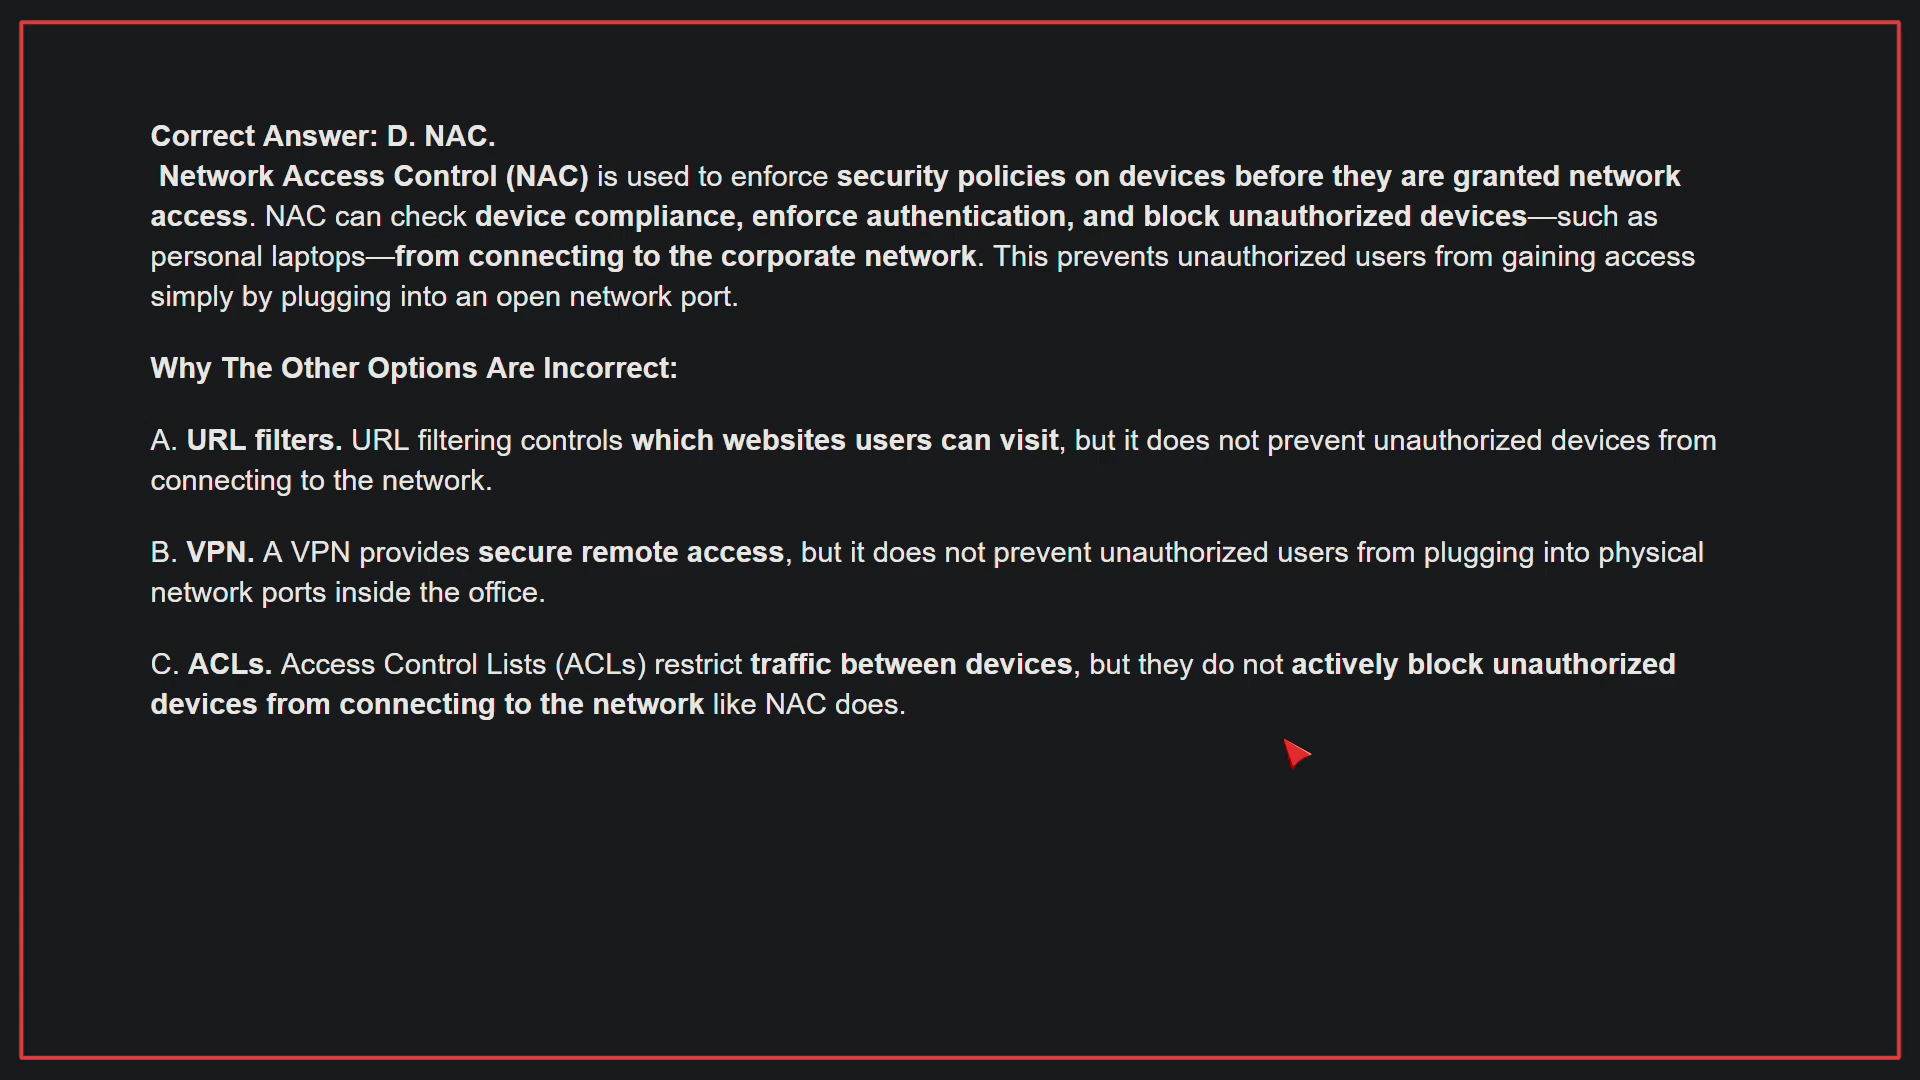 Correct Answer: D. NAC.
Network Access Control (NAC) is used to enforce security policies on devices before they are granted network
access. NAC can check device compliance, enforce authentication, and block unauthorized devices—such as
personal laptops—from connecting to the corporate network. This prevents unauthorized users from gaining access
simply by plugging into an open network port.
Why The Other Options Are Incorrect:
A. URL filters. URL filtering controls which websites users can visit, but it does not prevent unauthorized devices from
connecting to the network.
B. VPN. A VPN provides secure remote access, but it does not prevent unauthorized users from plugging into physical
network ports inside the office.
C. ACLs. Access Control Lists (ACLs) restrict traffic between devices, but they do not actively block unauthorized
devices from connecting to the network like NAC does.